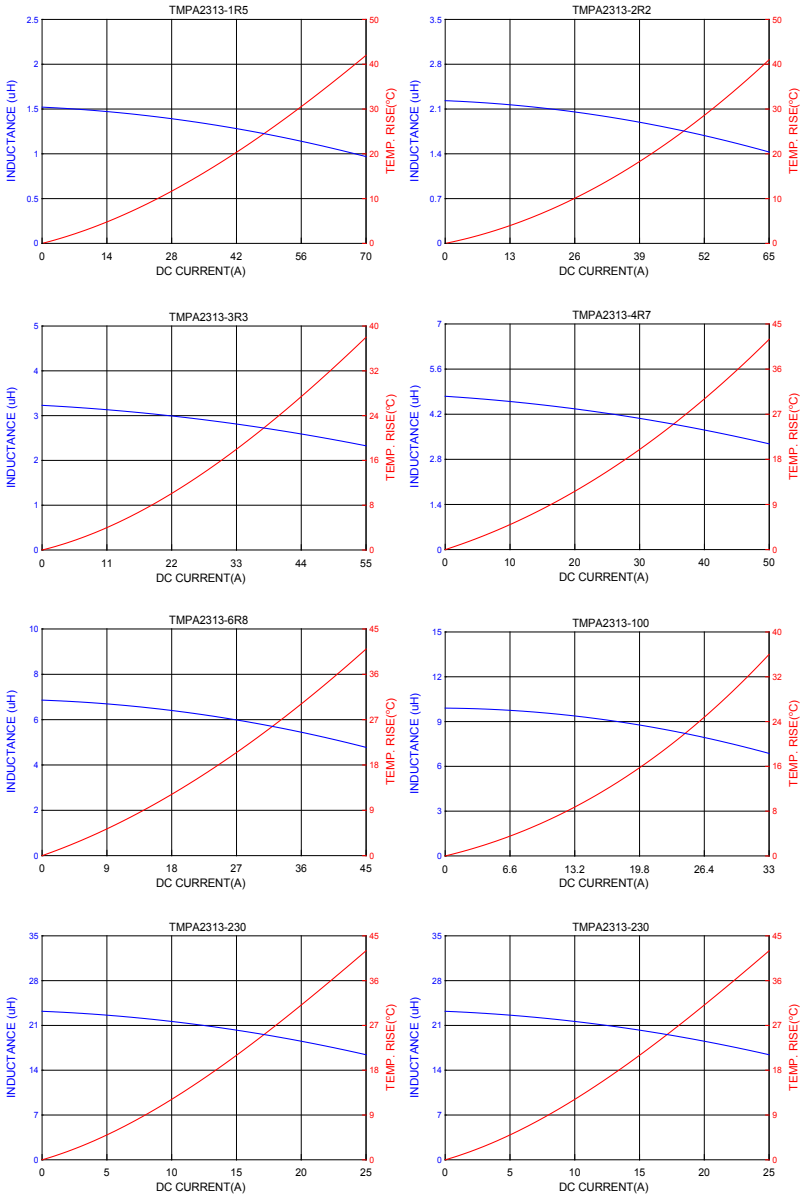 TMPA2313-1R5
2.5
2
1.5
1
0.5
0
INDUCTANCE (uH)
50
40
30
20
10
0
TEMP. RISE(°C)
0 14 28 42 56 70
DC CURRENT(A)
TMPA2313-2R2
3.5
2.8
2.1
1.4
0.7
0
INDUCTANCE (uH)
50
40
30
20
10
0
TEMP. RISE(°C)
0 13 26 39 52 65
DC CURRENT(A)
TMPA2313-3R3
5
4
3
2
1
0
INDUCTANCE (uH)
40
32
24
16
8
0
TEMP. RISE(°C)
0 11 22 33 44 55
DC CURRENT(A)
TMPA2313-4R7
7
5.6
4.2
2.8
1.4
0
INDUCTANCE (uH)
45
36
27
18
9
0
TEMP. RISE(°C)
0 10 20 30 40 50
DC CURRENT(A)
TMPA2313-6R8
10
8
6
4
2
0
INDUCTANCE (uH)
45
36
27
18
9
0
TEMP. RISE(°C)
0 9 18 27 36 45
DC CURRENT(A)
TMPA2313-100
15
12
9
6
3
0
INDUCTANCE (uH)
40
32
24
16
8
0
TEMP. RISE(°C)
0 6.6 13.2 19.8 26.4 33
DC CURRENT(A)
TMPA2313-230
35
28
21
14
7
0
INDUCTANCE (uH)
45
36
27
18
9
0
TEMP. RISE(°C)
0 5 10 15 20 25
DC CURRENT(A)
TMPA2313-230
35
28
21
14
7
0
INDUCTANCE (uH)
45
36
27
18
9
0
TEMP. RISE(°C)
0 5 10 15 20 25
DC CURRENT(A)